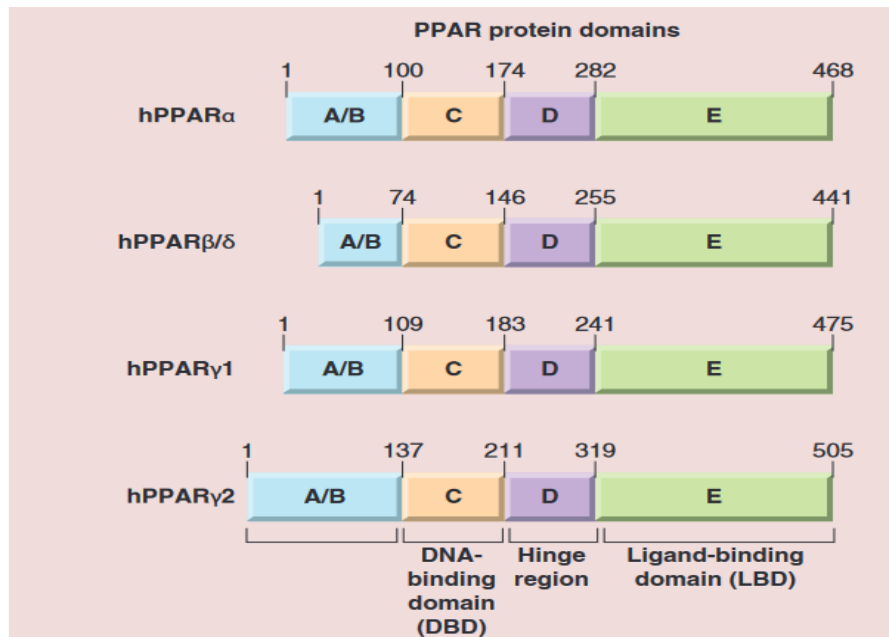 PPAR protein domains
1 100 174 282 468
hPPARα A/B C D E
1 74 146 255 441
hPPARβ/δ A/B C D E
1 109 183 241 475
hPPARγ1 A/B C D E
1 137 211 319 505
hPPARγ2 A/B C D E
DNA- Hinge Ligand-binding
binding region domain (LBD)
domain
(DBD)